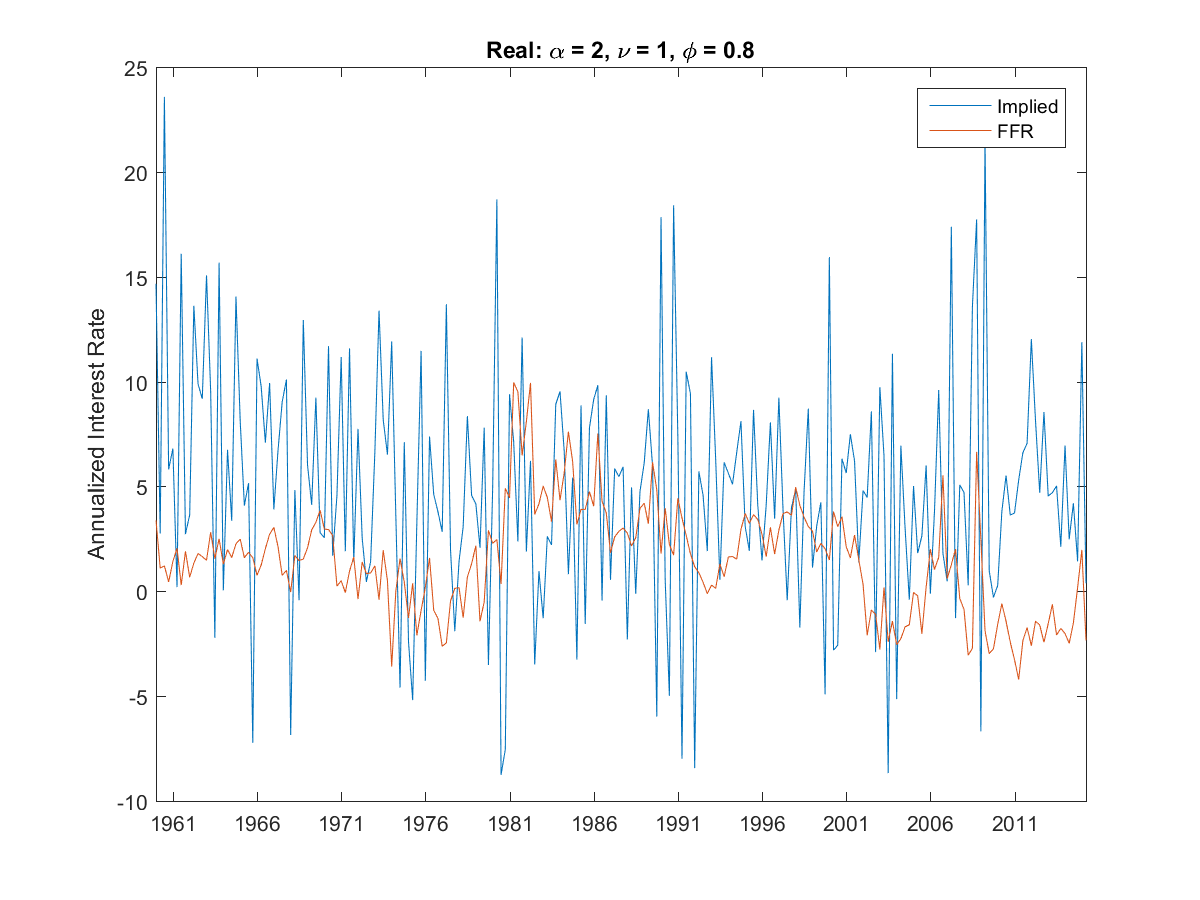 Real: α = 2, ν = 1, ϕ = 0.8
Annualized Interest Rate
25
20
15
10
5
0
-5
-10
Implied
FFR
1961 1966 1971 1976 1981 1986 1991 1996 2001 2006 2011